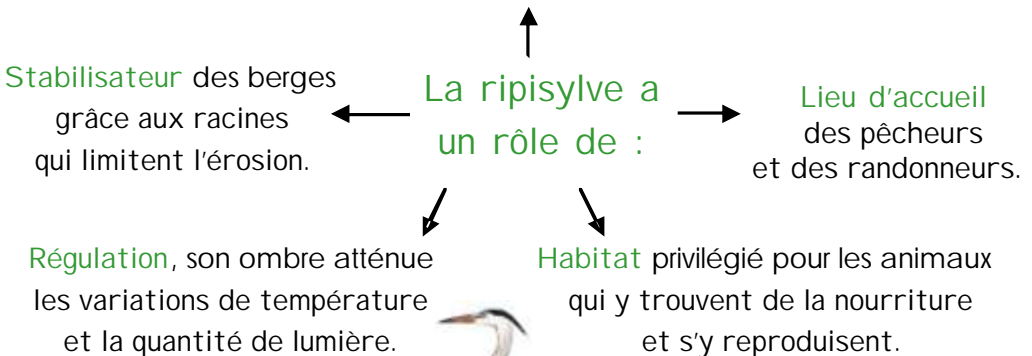 La ripisylve a
un rôle de :
Stabilisateur des berges
grâce aux racines
qui limitent l'érosion.
Lieu d'accueil
des pêcheurs
et des randonneurs.
Régulation, son ombre atténue
les variations de température
et la quantité de lumière.
Habitat privilégié pour les animaux
qui y trouvent de la nourriture
et s'y reproduisent.